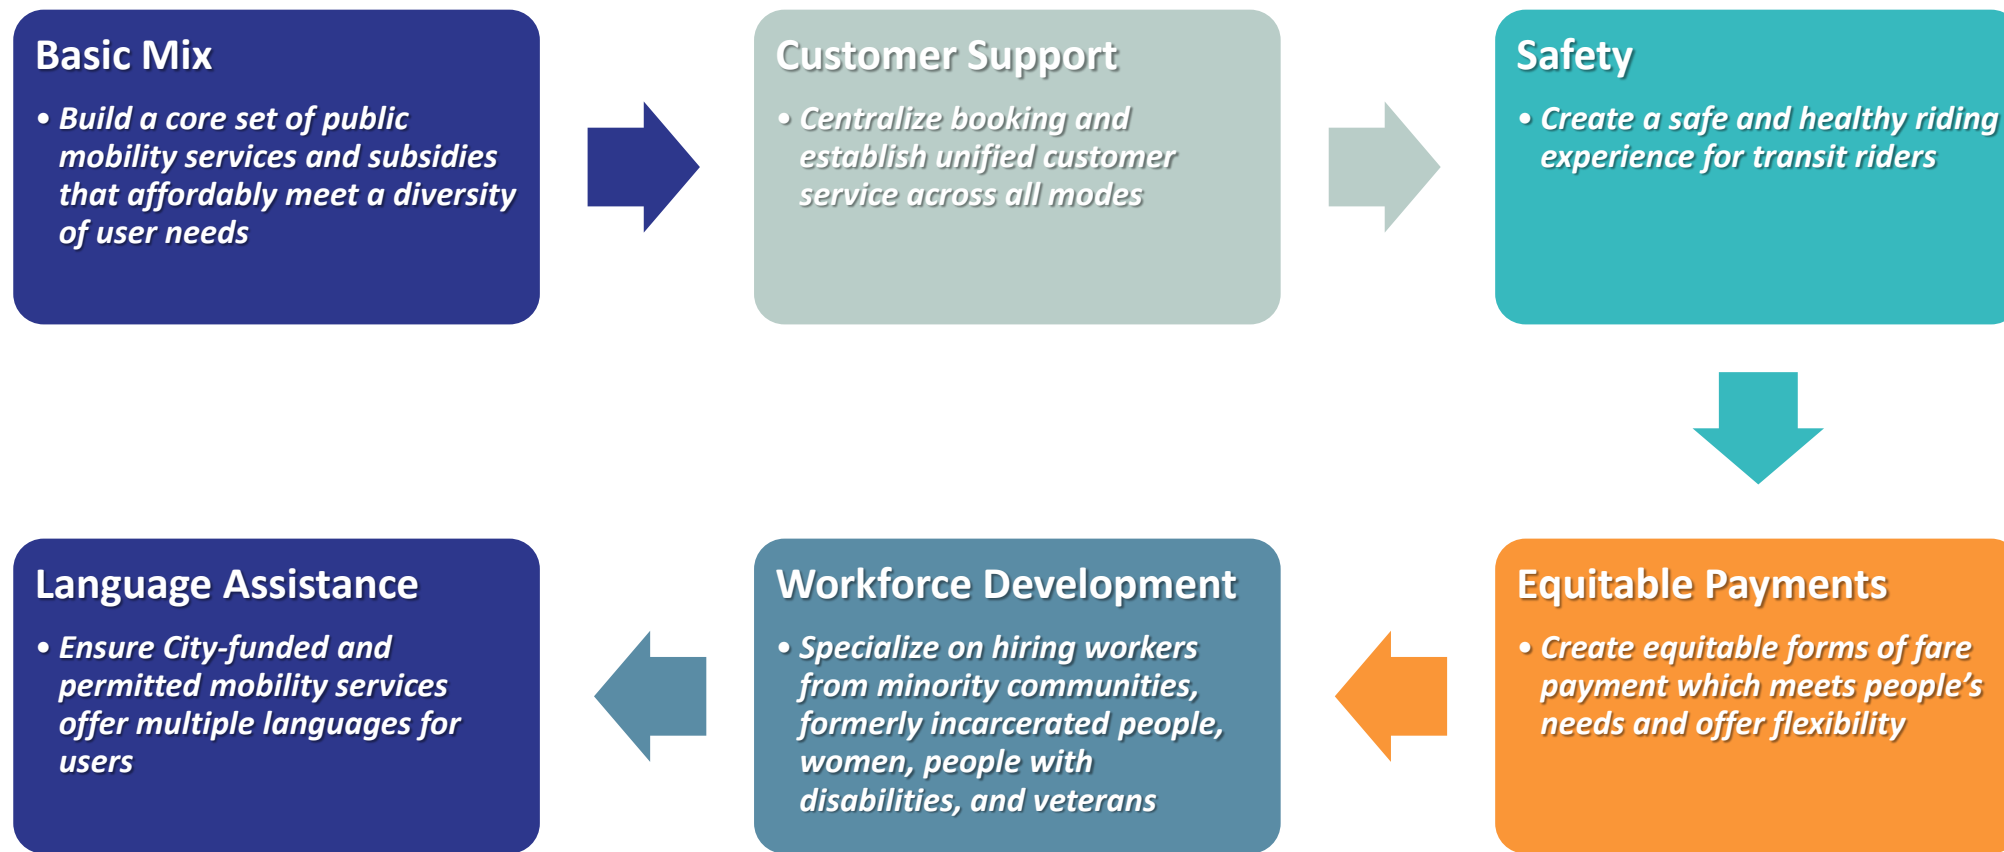 Basic Mix
• Build a core set of public
mobility services and subsidies
that affordably meet a diversity
of user needs
Customer Support
• Centralize booking and
establish unified customer
service across all modes
Safety
• Create a safe and healthy riding
experience for transit riders
Equitable Payments
• Create equitable forms of fare
payment which meets people’s
needs and offer flexibility
Workforce Development
• Specialize on hiring workers
from minority communities,
formerly incarcerated people,
women, people with
disabilities, and veterans
Language Assistance
• Ensure City-funded and
permitted mobility services
offer multiple languages for
users